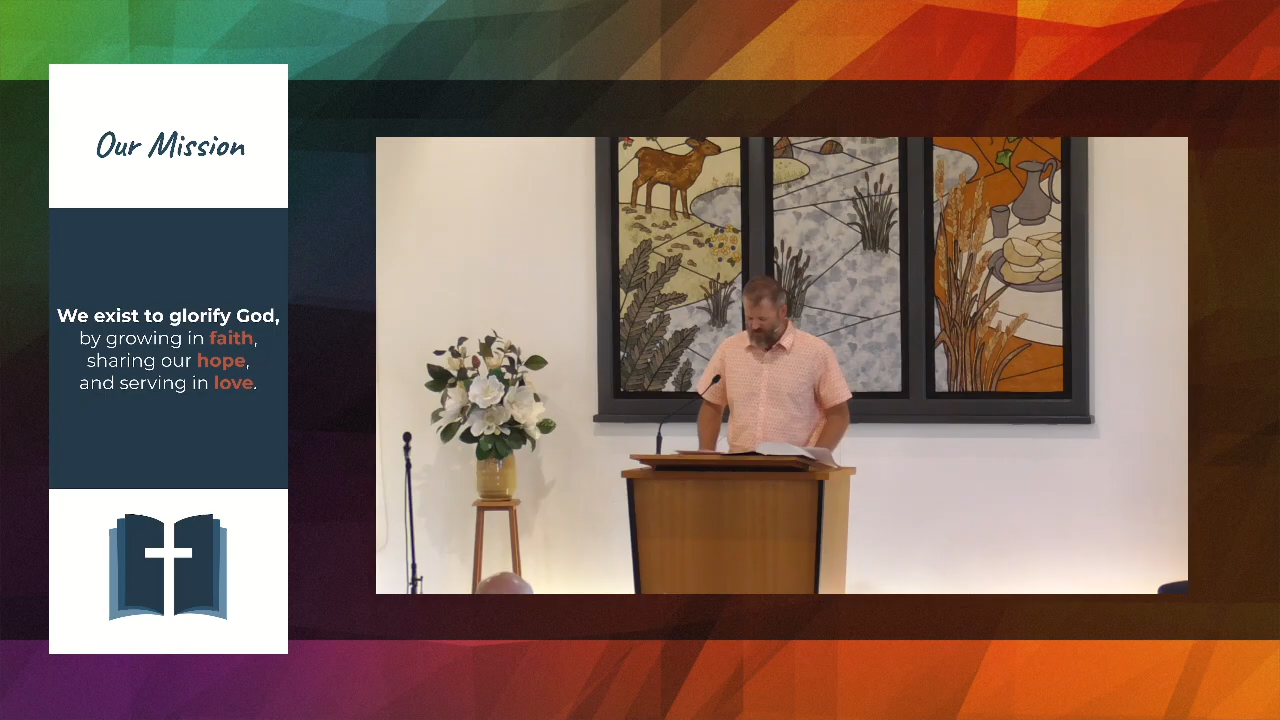 Our Mission
We exist to glorify God,
by growing in faith,
sharing our hope,
and serving in love.